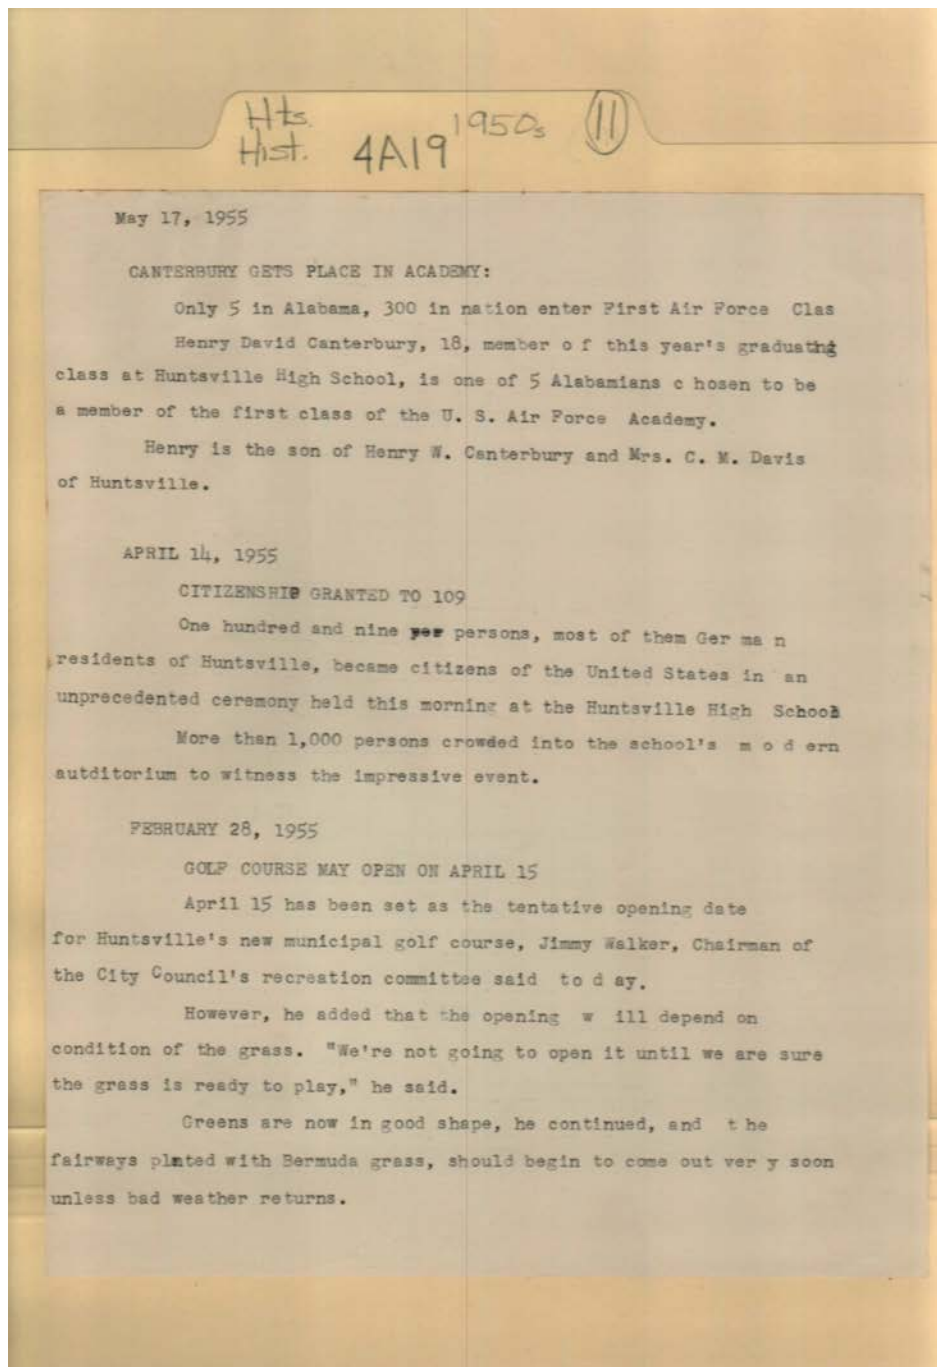 Hts. 1950s 11
Hist. 4A19
May 17, 1955
CANTERBURY GETS PLACE IN ACADEMY:
Only 5 in Alabama, 300 in nation enter First Air Force Clas
Henry David Canterbury, 18, member o f this year's graduathg
class at Huntsville High School, is one of 5 Alabamians c hosen to be
a member of the first class of the U. S. Air Force Academy.
Henry is the son of Henry W. Canterbury and Mrs. C. M. Davis
of Huntsville.
APRIL 14, 1955
CITIZENSHIP GRANTED TO 109
One hundred and nine per persons, most of them Ger ma n
residents of Huntsville, became citizens of the United States in an
unprecedented ceremony held this morning at the Huntsville High School
More than 1,000 persons crowded into the school's m o d ern
autditorium to witness the impressive event.
FEBRUARY 28, 1955
GOLF COURSE MAY OPEN ON APRIL 15
April 15 has been set as the tentative opening date
for Huntsville's new municipal golf course, Jimmy Walker, Chairman of
the City Council's recreation committee said to d ay.
However, he added that the opening w ill depend on
condition of the grass. "We're not going to open it until we are sure
the grass is ready to play," he said.
Greens are now in good shape, he continued, and t he
fairways plnted with Bermuda grass, should begin to come out ver y soon
unless bad weather returns.